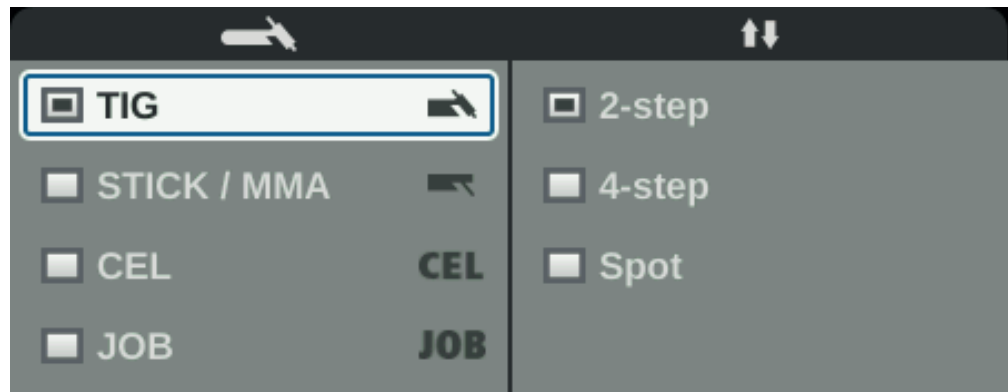 TIG
STICK / MMA
CEL CEL
JOB JOB
2-step
4-step
Spot